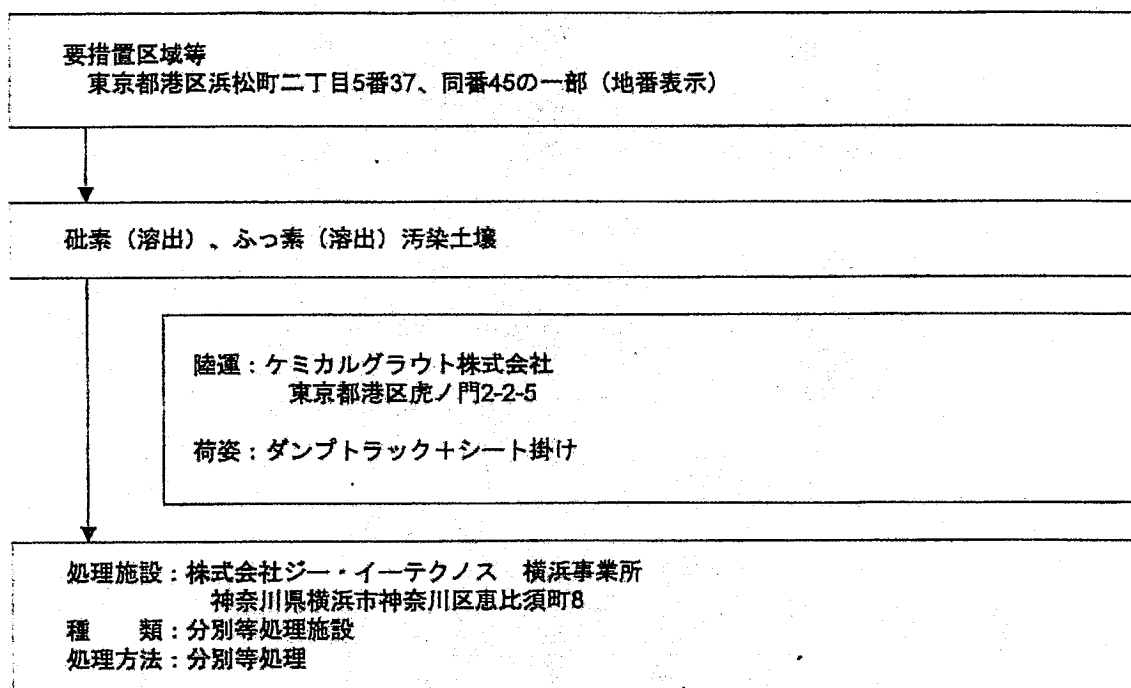 要措置区域等
東京都港区浜松町二丁目5番37、同番45の一部（地番表示）
砒素（溶出）、ふっ素（溶出）汚染土壌
陸運：ケミカルグラウト株式会社
東京都港区虎ノ門2-2-5
荷姿：ダンプトラック＋シート掛け
処理施設：株式会社ジー・イーテクノス　横浜事業所
神奈川県横浜市神奈川区恵比須町8
種　　類：分別等処理施設
処理方法：分別等処理